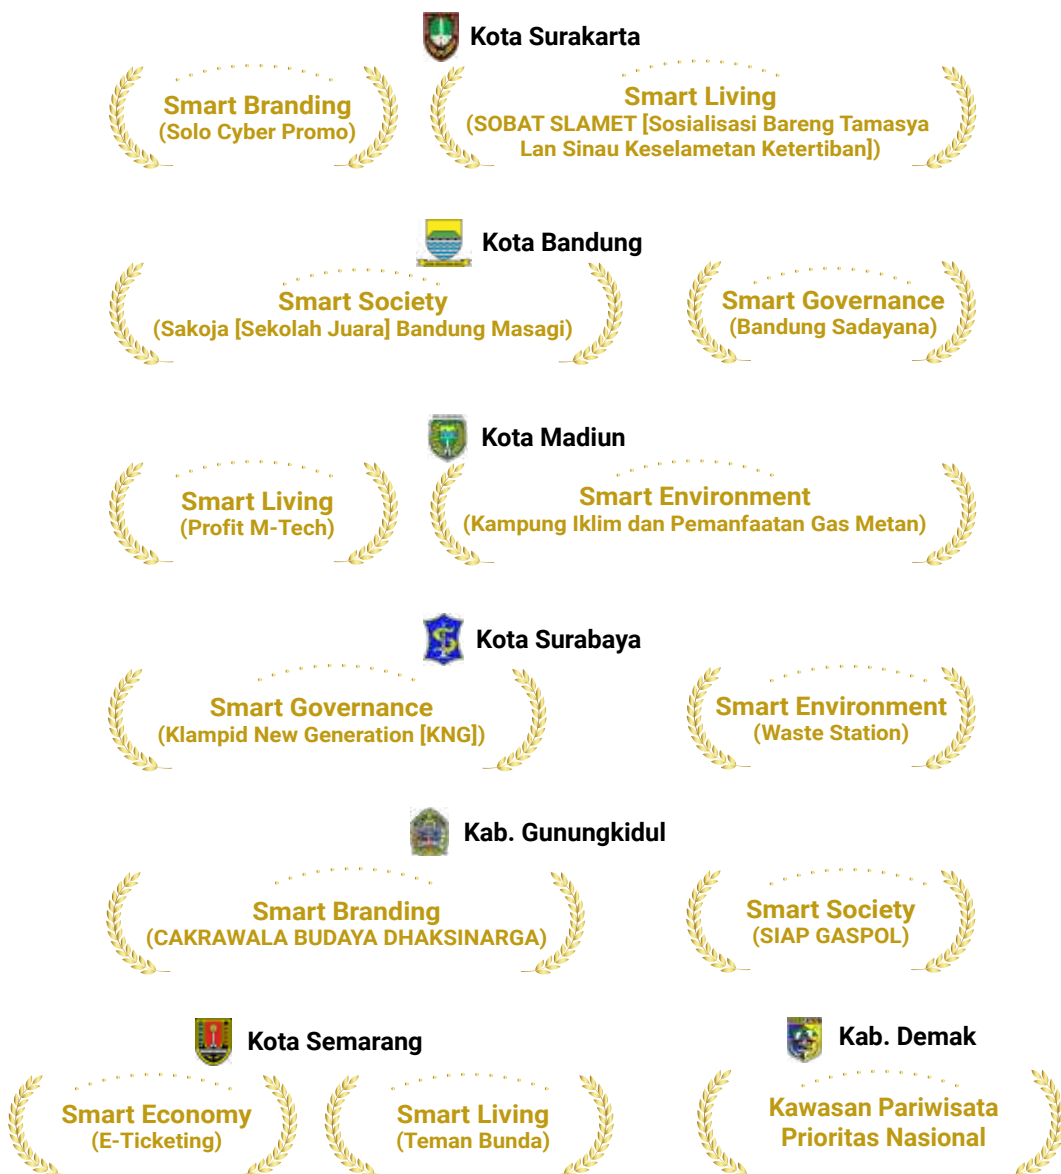 Kota Surakarta
Smart Branding
(Solo Cyber Promo)
Smart Living
(SOBAT SLAMET [Sosialisasi Bareng Tamasya
Lan Sinau Keselametan Ketertiban])
Kota Bandung
Smart Society
(Sakoja [Sekolah Juara] Bandung Masagi)
Smart Governance
(Bandung Sadayana)
Kota Madiun
Smart Living
(Profit M-Tech)
Smart Environment
(Kampung Iklim dan Pemanfaatan Gas Metan)
Kota Surabaya
Smart Governance
(Klampid New Generation [KNG])
Smart Environment
(Waste Station)
Kab. Gunungkidul
Smart Branding
(CAKRAWALA BUDAYA DHAKSINARGA)
Smart Society
(SIAP GASPOL)
Kota Semarang
Smart Economy
(E-Ticketing)
Smart Living
(Teman Bunda)
Kab. Demak
Kawasan Pariwisata
Prioritas Nasional